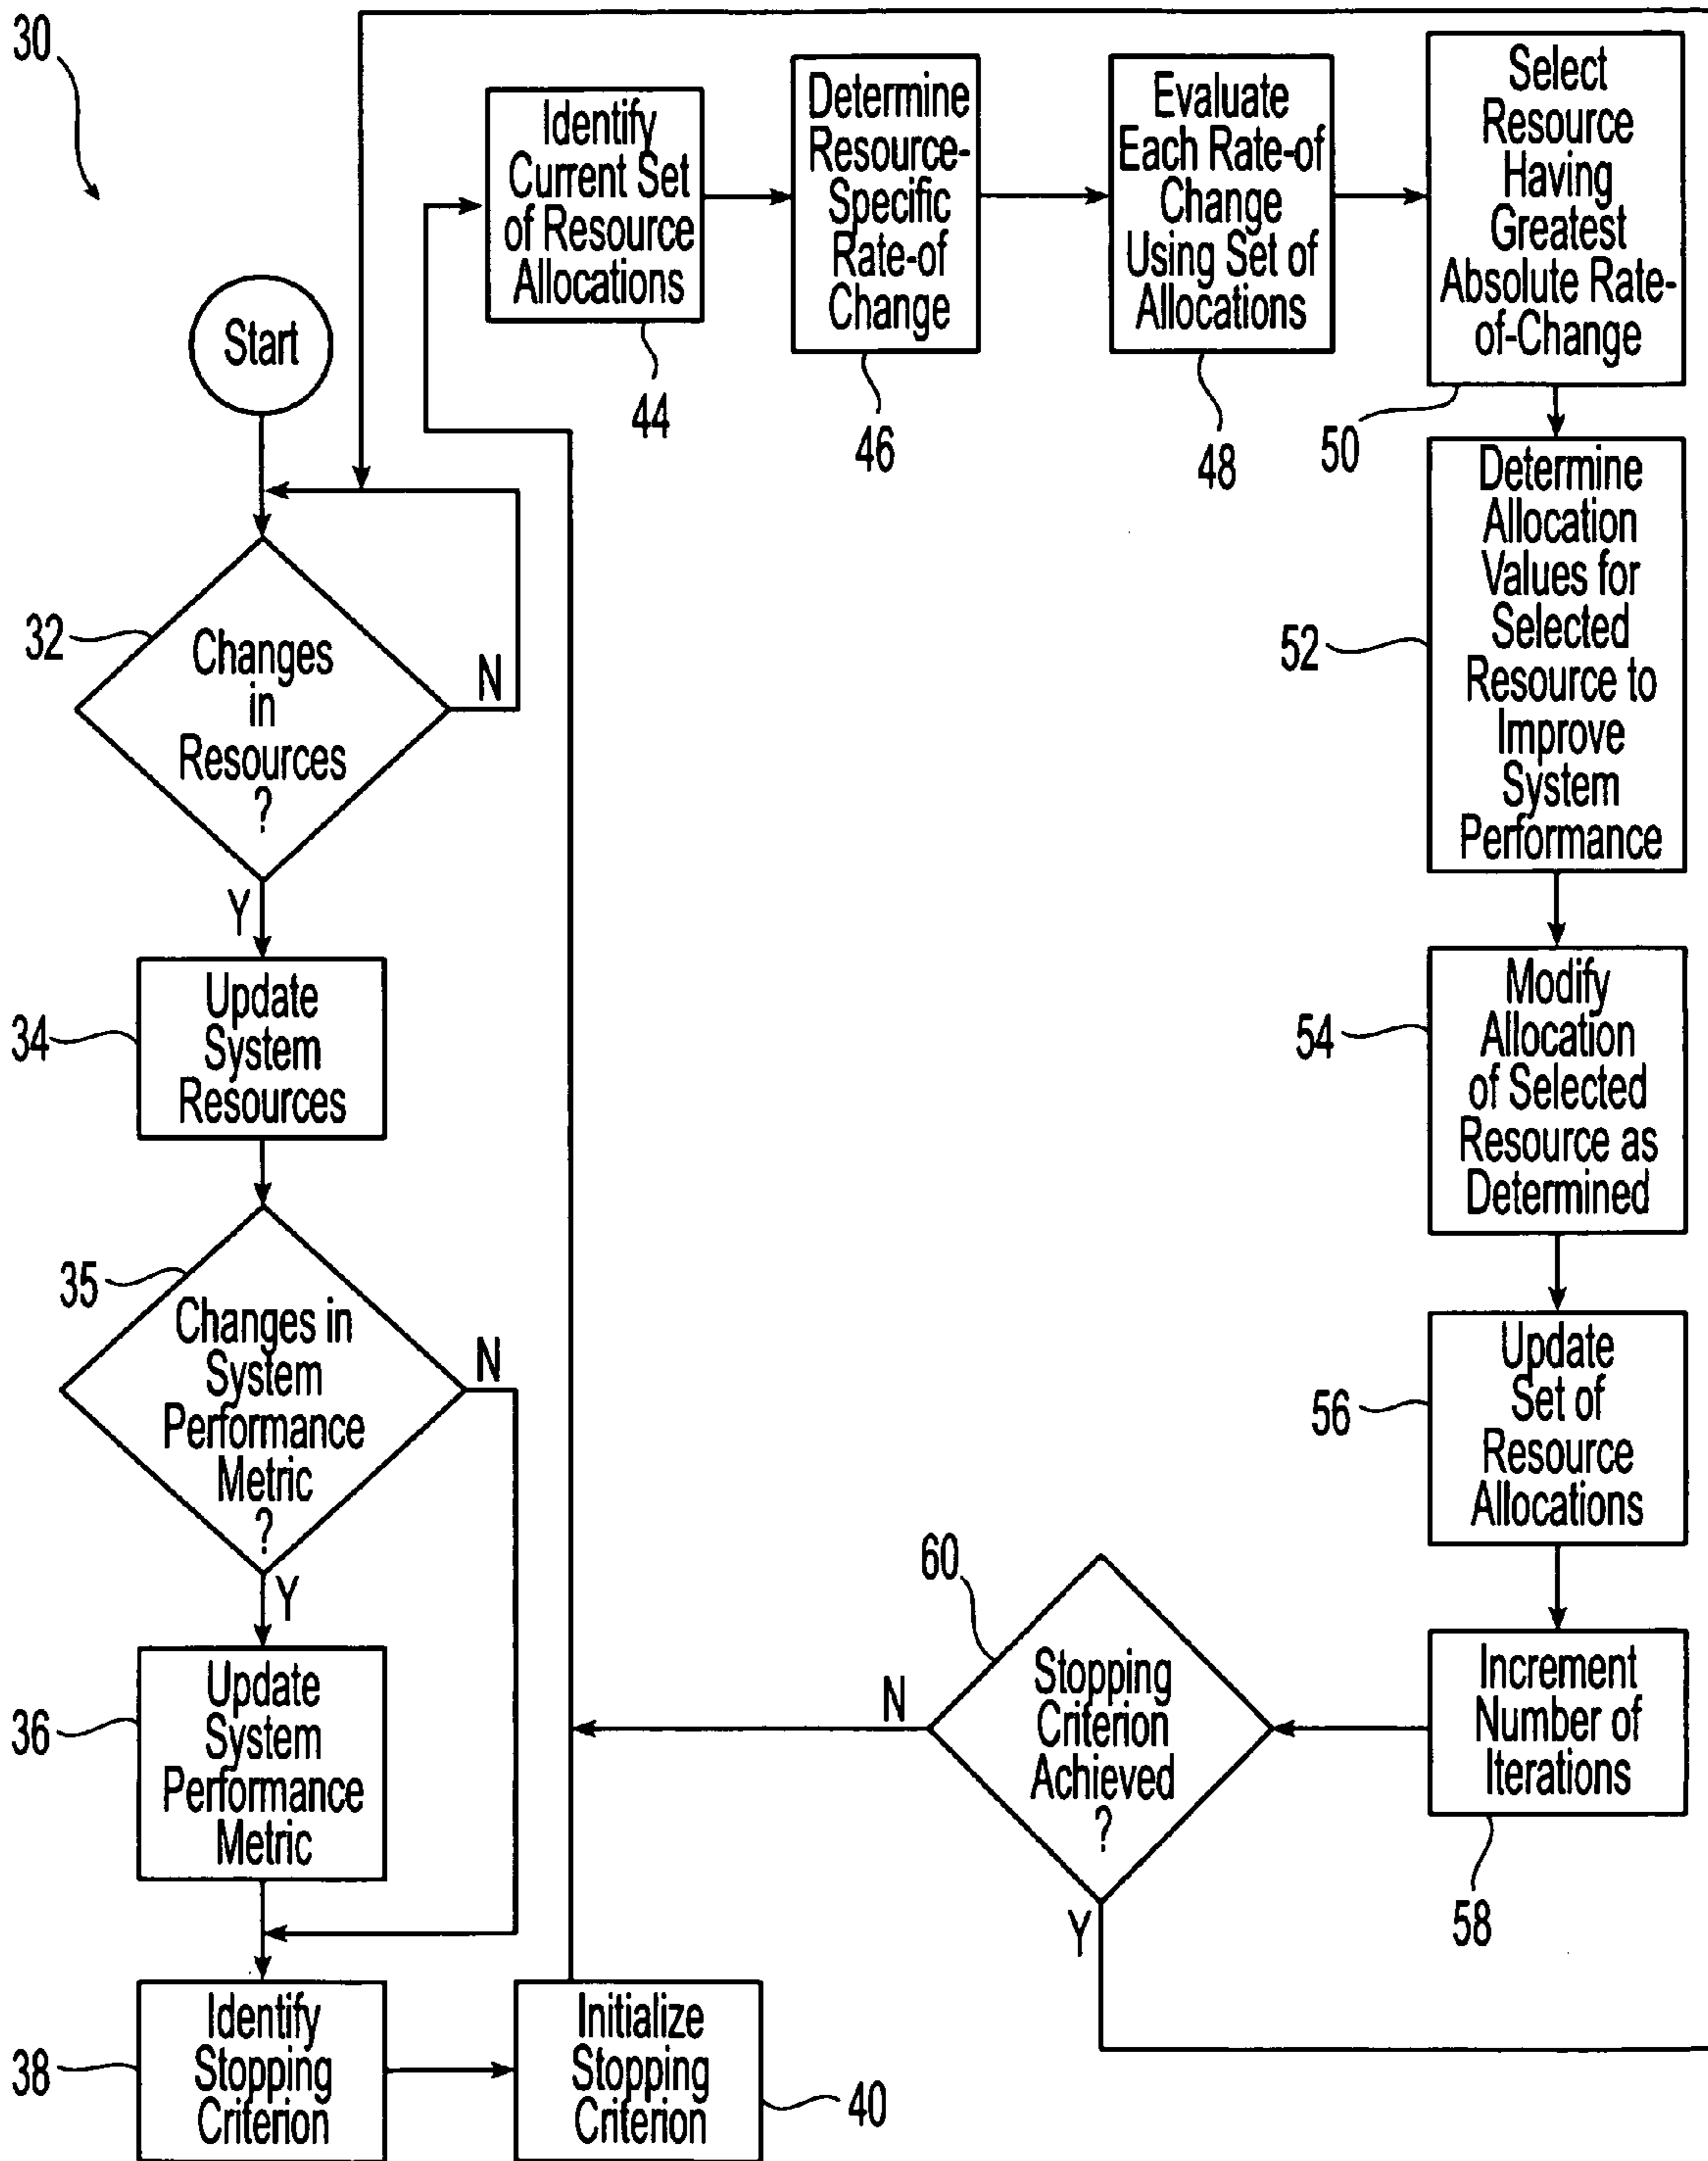 30
Start
32
Changes
in
Resources
?
N
Y
34
Update
System
Resources
35
Changes in
System
Performance
Metric
?
N
Y
36
Update
System
Performance
Metric
38
Identify
Stopping
Criterion
Initialize
Stopping
Criterion
40
Identify
Current Set
of Resource
Allocations
44
Determine
Resource-
Specific
Rate-of
Change
46
Evaluate
Each Rate-of
Change
Using Set of
Allocations
48
Select
Resource
Having
Greatest
Absolute Rate-
of-Change
50
Determine
Allocation
Values for
Selected
Resource to
Improve
System
Performance
52
Modify
Allocation
of Selected
Resource as
Determined
54
Update
Set of
Resource
Allocations
56
Increment
Number of
Iterations
58
60
Stopping
Criterion
Achieved
?
N
Y